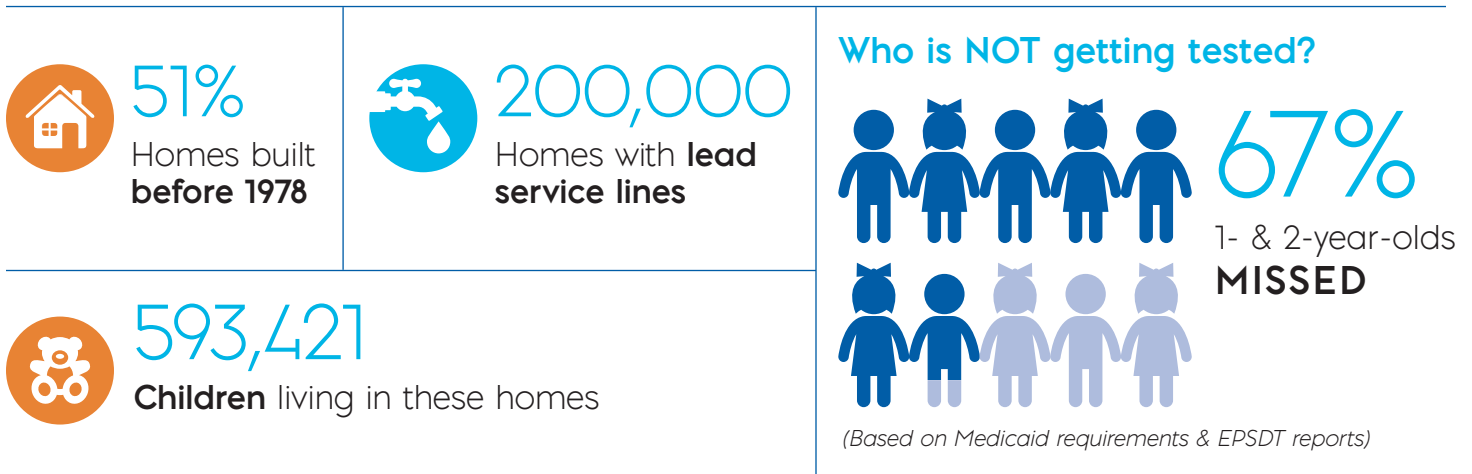 51%
Homes built
before 1978
200,000
Homes with lead
service lines
593,421
Children living in these homes
Who is NOT getting tested?
67%
1- & 2-year-olds
MISSED
(Based on Medicaid requirements & EPSDT reports)